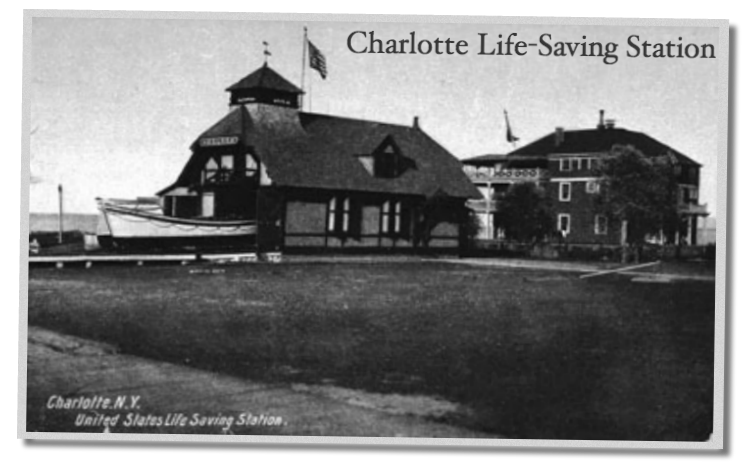 Charlotte Life-Saving Station
Charlotte. N.Y.
United States Life Saving Station.